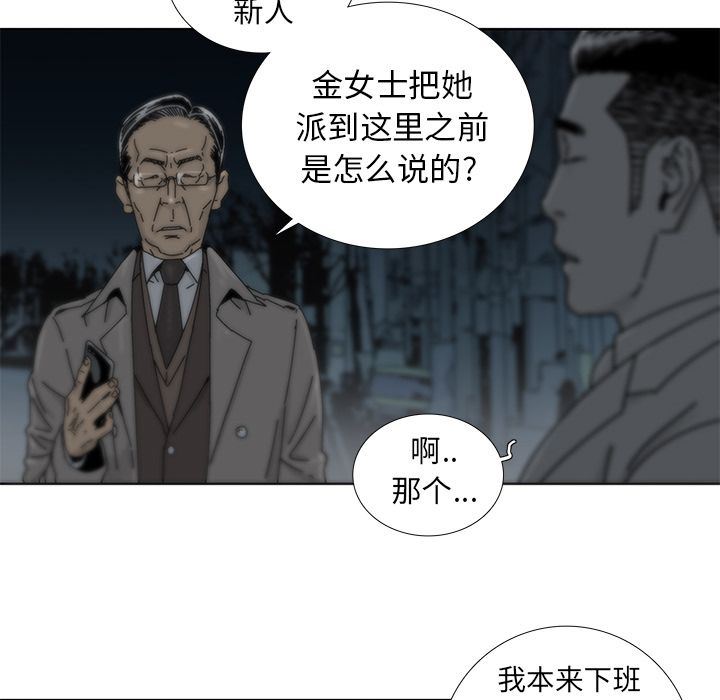 新人
金女士把她
派到这里之前
是怎么说的?
啊..
那个...
我本来下班